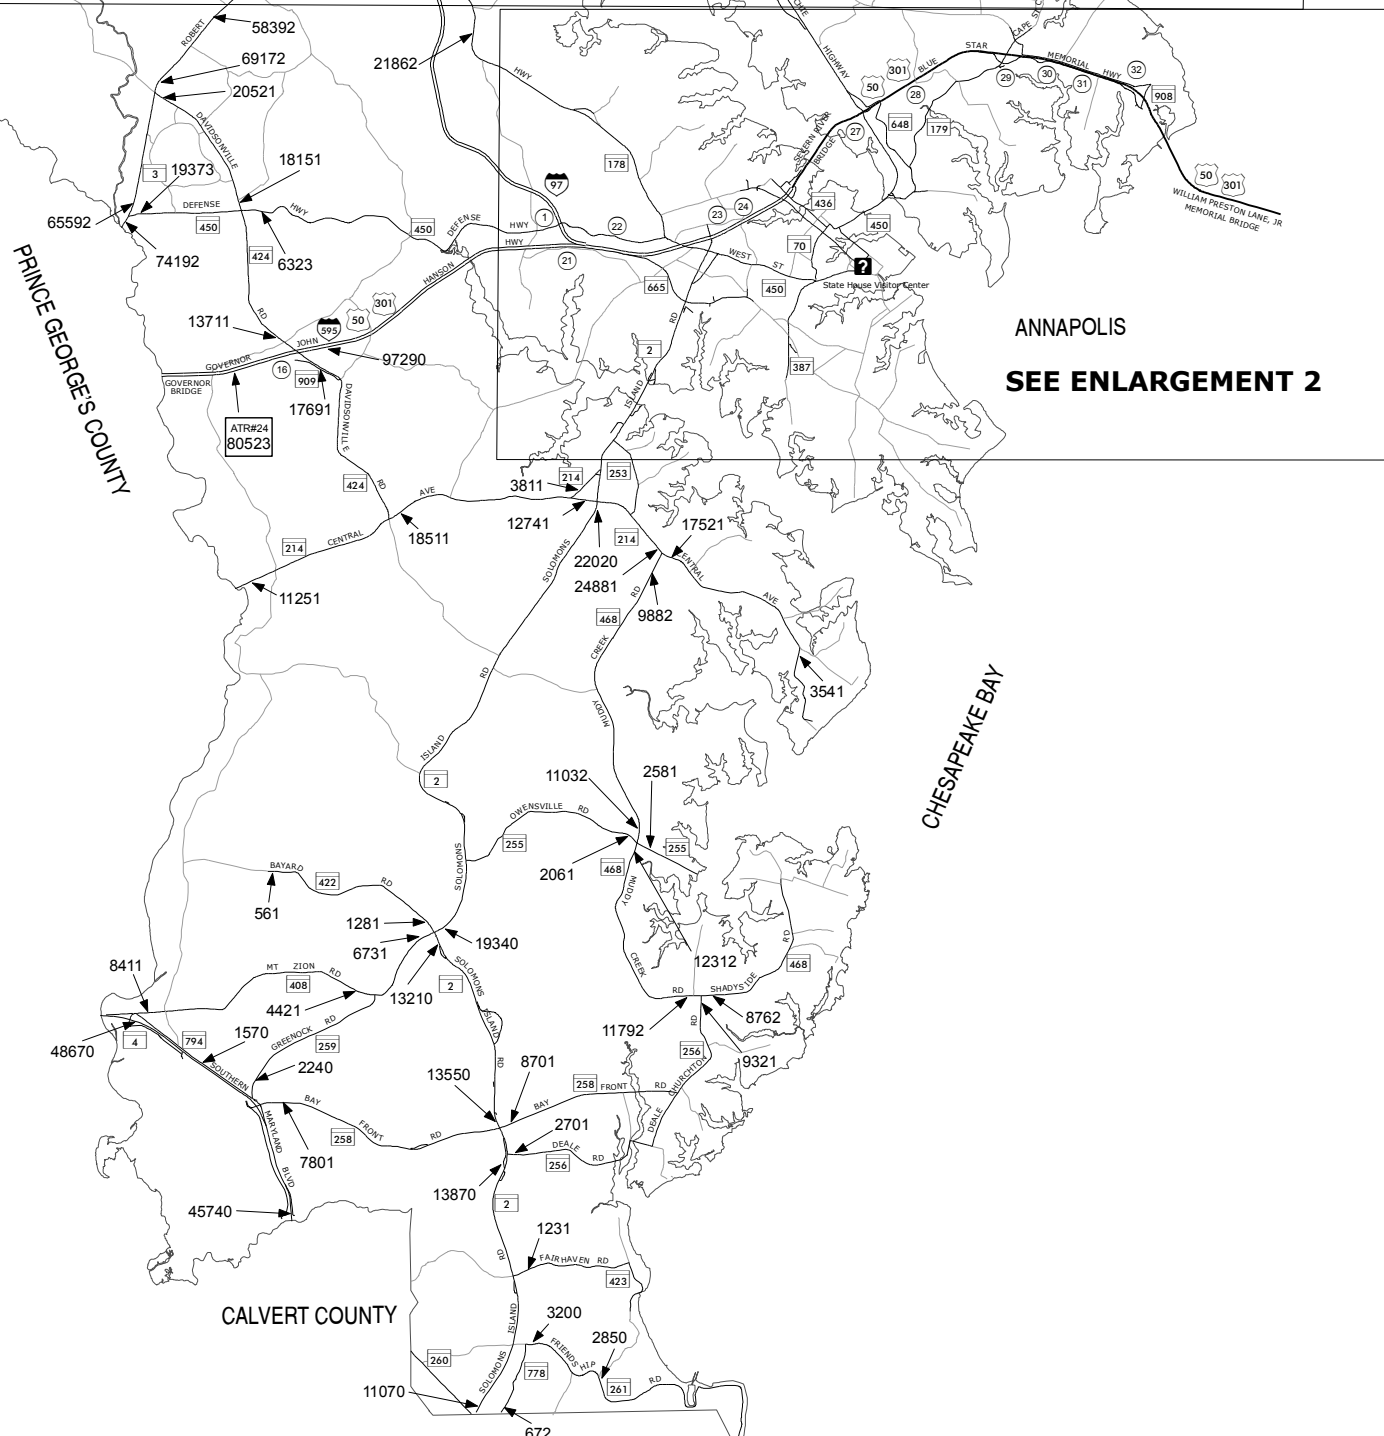 ROBERT
58392
69172
20521
21862
HWY
HIGHWAY
CAPE ST C
STAR
MEMORIAL
HWY
BLUE
301
50
28
29
30
31
32
908
648
179
27
SEVERN RIVER
BRIDGE
178
97
DAVIDSONVILLE
3
19373
18151
65592
DEFENSE
HWY
450
450
DEFENSE
HWY
1
22
23
24
436
450
50
301
WILLIAM PRESTON LANE, JR
MEMORIAL BRIDGE
74192
424
6323
HWY
HANSON
21
WEST
ST
70
?
State House Visitor Center
665
450
PRINCE GEORGE'S COUNTY
RD
13711
595
50
301
JOHN
97290
GOVERNOR
GOVERNOR
BRIDGE
16
909
17691
ATR#24
80523
DAVIDSONVILLE
RD
2
ISLAND
387
ANNAPOLIS
SEE ENLARGEMENT 2
424
RD
AVE
214
3811
253
12741
18511
CENTRAL
214
11251
SOLOMONS
22020
214
17521
24881
CENTRAL
AVE
9882
RD
468
CREEK
MUDDY
3541
RD
ISLAND
2
CHESAPEAKE BAY
11032
2581
OWENSVILLE
RD
255
255
2061
468
MUDDY
SOLOMONS
BAYARD
422
RD
561
1281
6731
19340
13210
8411
MT ZION RD
408
4421
SOLOMONS
2
ISLAND
RD
12312
CREEK
RD
SHADYSIDE
RD
468
11792
8762
RD
9321
256
CHURCHTON
DEALE
48670
4
794
1570
GREENOCK
RD
259
2240
SOUTHERN
MARYLAND
BLVD
13550
8701
258
FRONT
RD
BAY
BAY
FRONT
RD
258
7801
2701
DEALE
RD
256
13870
2
45740
RD
1231
FAIRHAVEN RD
423
CALVERT COUNTY
ISLAND
SOLOMONS
3200
2850
FRIENDSHIP
RD
260
778
261
11070
672